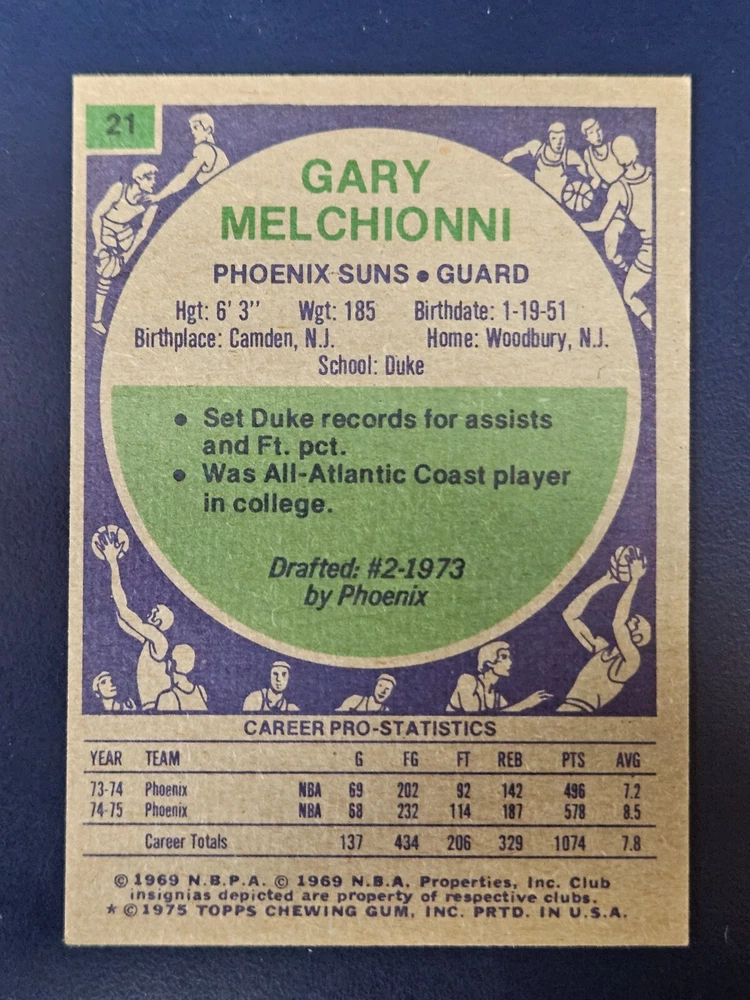 21
GARY
MELCHIONNI
PHOENIX SUNS • GUARD
Hgt: 6' 3'' Wgt: 185 Birthdate: 1-19-51
Birthplace: Camden, N.J. Home: Woodbury, N.J.
School: Duke
• Set Duke records for assists
and Ft. pct.
• Was All-Atlantic Coast player
in college.
Drafted: #2-1973
by Phoenix
CAREER PRO-STATISTICS
YEAR TEAM G FG FT REB PTS AVG
73-74 Phoenix NBA 69 202 92 142 496 7.2
74-75 Phoenix NBA 68 232 114 187 578 8.5
Career Totals 137 434 206 329 1074 7.8
© 1969 N.B.P.A. © 1969 N.B.A. Properties, Inc. Club
insignias depicted are property of respective clubs.
* © 1975 TOPPS CHEWING GUM, INC. PRTD. IN U.S.A.